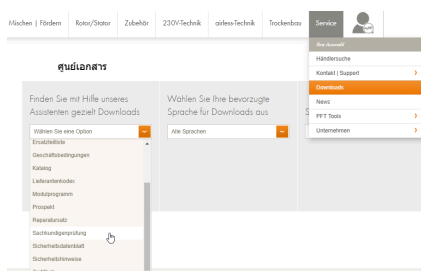 Mischen | Fördern
Rotor/Stator
Zubehör
230V-Technik
airless-Technik
Trockenbau
Service
Ihre Auswahl
Händlersuche
Kontakt | Support
Downloads
News
PFT Tools
Unternehmen
ศูนย์เอกสาร
Finden Sie mit Hilfe unseres
Assistenten gezielt Downloads
Wählen Sie eine Option
Ersatzteilliste
Geschäftsbedingungen
Katalog
Lieferantenkodex
Modulprogramm
Prospekt
Reparatursatz
Sachkundigenprüfung
Sicherheitsdatenblatt
Sicherheitshinweise
Wählen Sie Ihre bevorzugte
Sprache für Downloads aus
Alle Sprachen